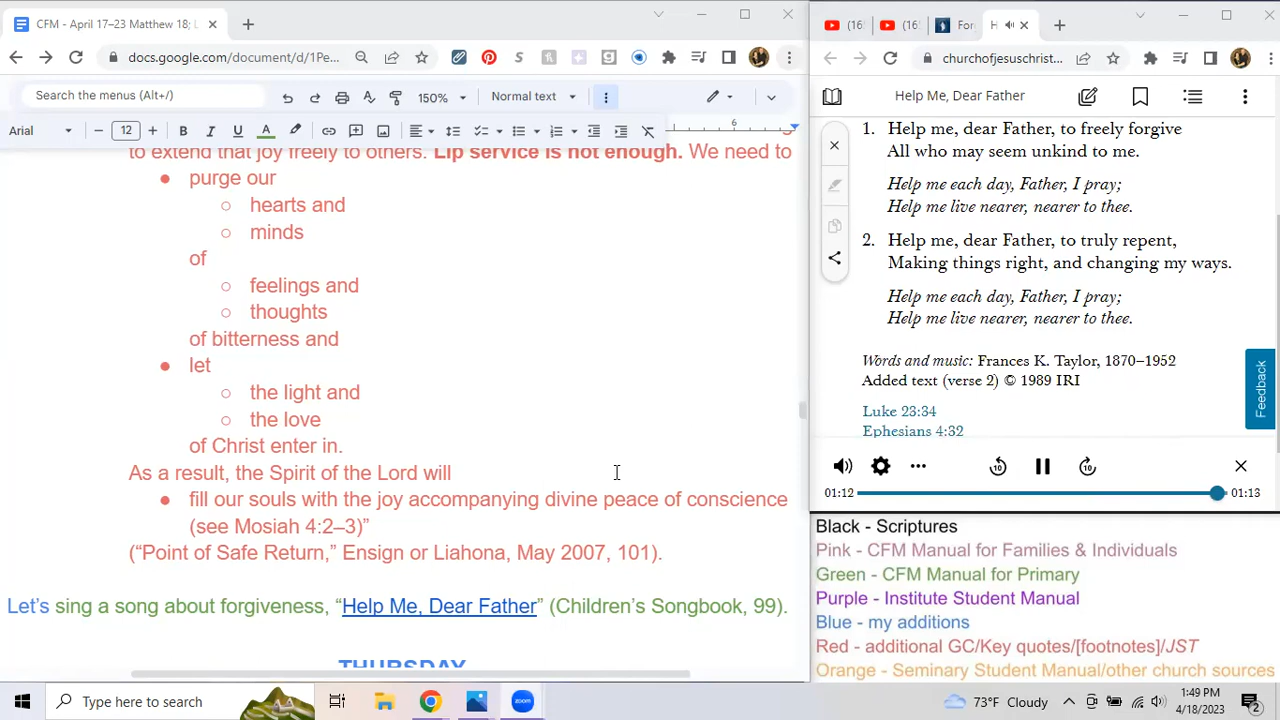 CFM - April 17–23 Matthew 18; L
docs.google.com/document/d/1Pe...
Search the menus (Alt+/)
150%
Normal text
Arial
12
6
to extend that joy freely to others. Lip service is not enough. We need to
purge our
hearts and
minds
of
feelings and
thoughts
of bitterness and
let
the light and
the love
of Christ enter in.
As a result, the Spirit of the Lord will
fill our souls with the joy accompanying divine peace of conscience
(see Mosiah 4:2–3)”
(“Point of Safe Return,” Ensign or Liahona, May 2007, 101).
Let's sing a song about forgiveness, “Help Me, Dear Father” (Children's Songbook, 99).
THURSDAY
(16
(16
For
H
churchofjesuschrist...
Help Me, Dear Father
1. Help me, dear Father, to freely forgive
All who may seem unkind to me.
Help me each day, Father, I pray;
Help me live nearer, nearer to thee.
2. Help me, dear Father, to truly repent,
Making things right, and changing my ways.
Help me each day, Father, I pray;
Help me live nearer, nearer to thee.
Words and music: Frances K. Taylor, 1870–1952
Added text (verse 2) © 1989 IRI
Luke 23:34
Ephesians 4:32
Feedback
10
10
01:12
01:13
Black - Scriptures
Pink - CFM Manual for Families & Individuals
Green - CFM Manual for Primary
Purple - Institute Student Manual
Blue - my additions
Red - additional GC/Key quotes/[footnotes]/JST
Orange - Seminary Student Manual/other church sources
Type here to search
zoom
73°F Cloudy
1:49 PM
4/18/2023
2